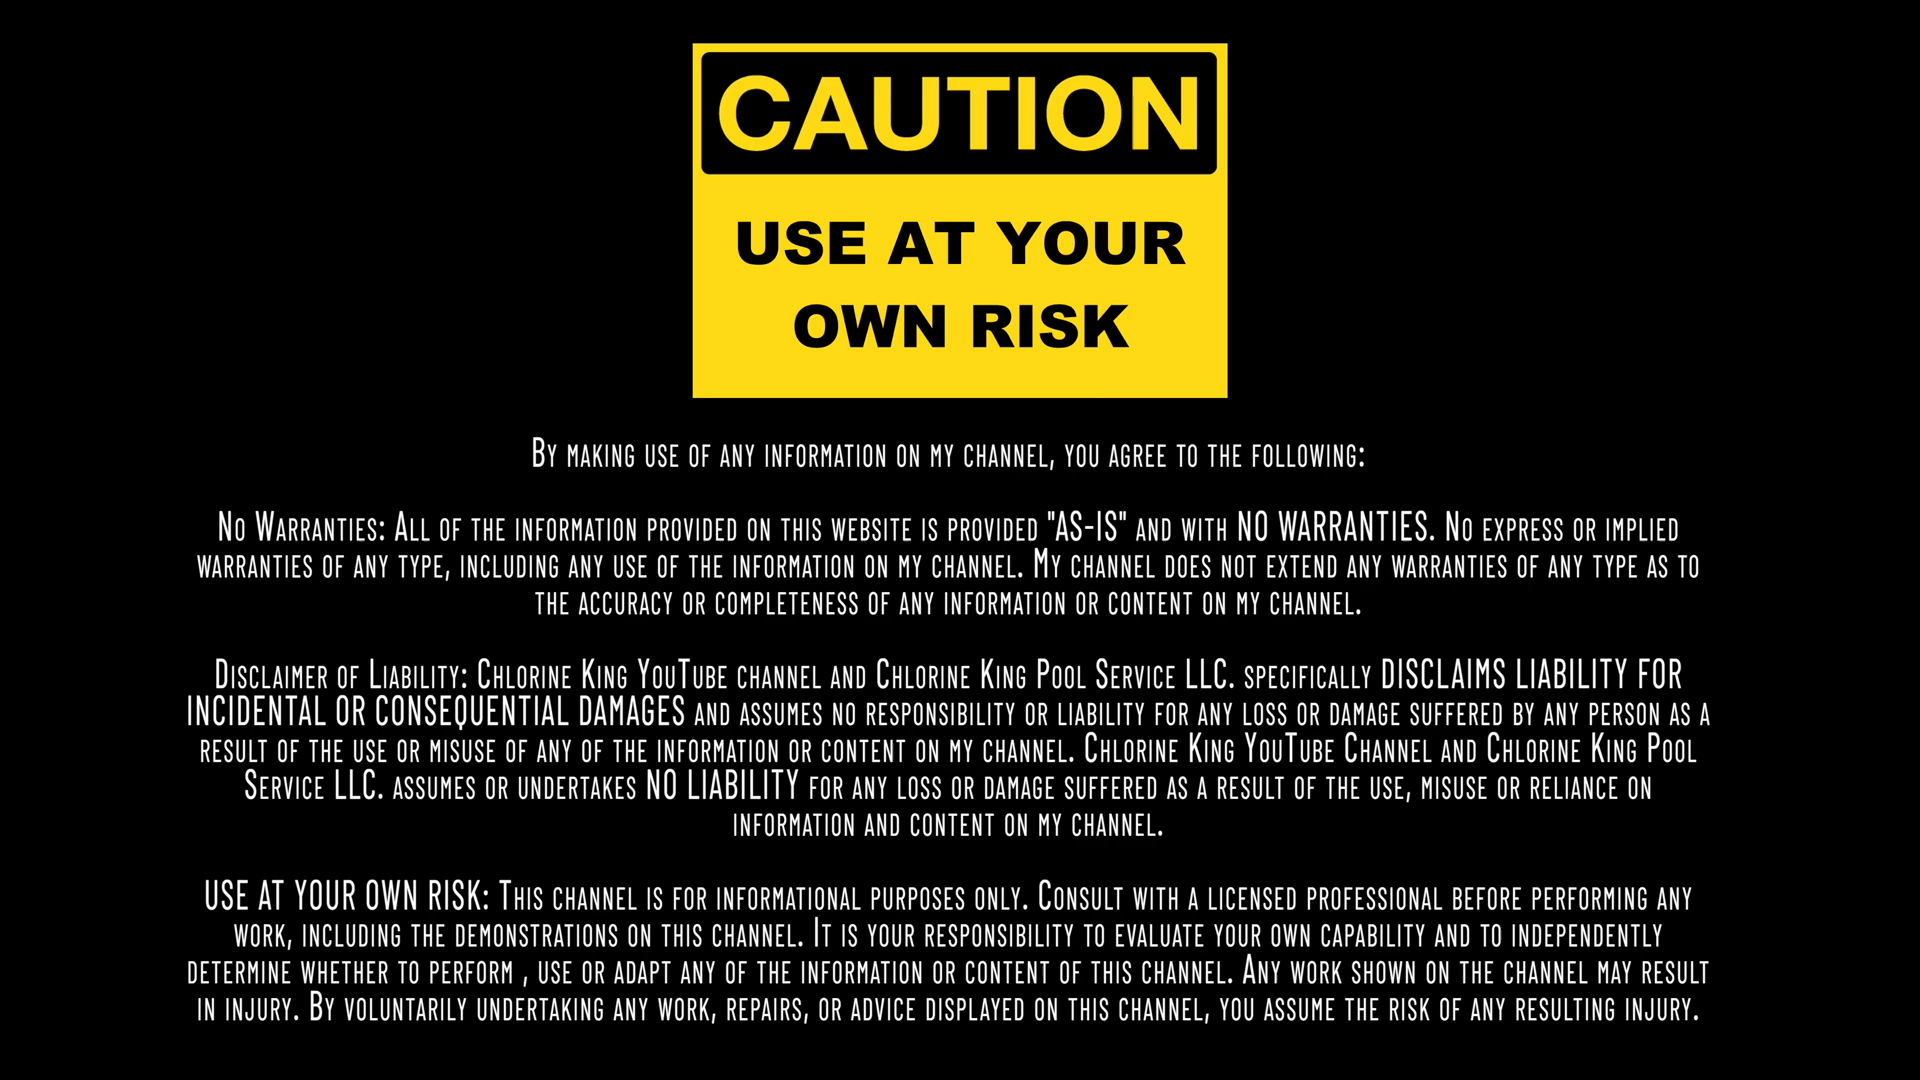 CAUTION
USE AT YOUR
OWN RISK
By making use of any information on my channel, you agree to the following:
No Warranties: All of the information provided on this website is provided "AS-IS" and with NO WARRANTIES. No express or implied
warranties of any type, including any use of the information on my channel. My channel does not extend any warranties of any type as to
the accuracy or completeness of any information or content on my channel.
Disclaimer of Liability: Chlorine King YouTube channel and Chlorine King Pool Service LLC. specifically DISCLAIMS LIABILITY FOR
INCIDENTAL OR CONSEQUENTIAL DAMAGES and assumes no responsibility or liability for any loss or damage suffered by any person as a
result of the use or misuse of any of the information or content on my channel. Chlorine King YouTube Channel and Chlorine King Pool
Service LLC. assumes or undertakes NO LIABILITY for any loss or damage suffered as a result of the use, misuse or reliance on
information and content on my channel.
USE AT YOUR OWN RISK: This channel is for informational purposes only. Consult with a licensed professional before performing any
work, including the demonstrations on this channel. It is your responsibility to evaluate your own capability and to independently
determine whether to perform , use or adapt any of the information or content of this channel. Any work shown on the channel may result
in injury. By voluntarily undertaking any work, repairs, or advice displayed on this channel, you assume the risk of any resulting injury.